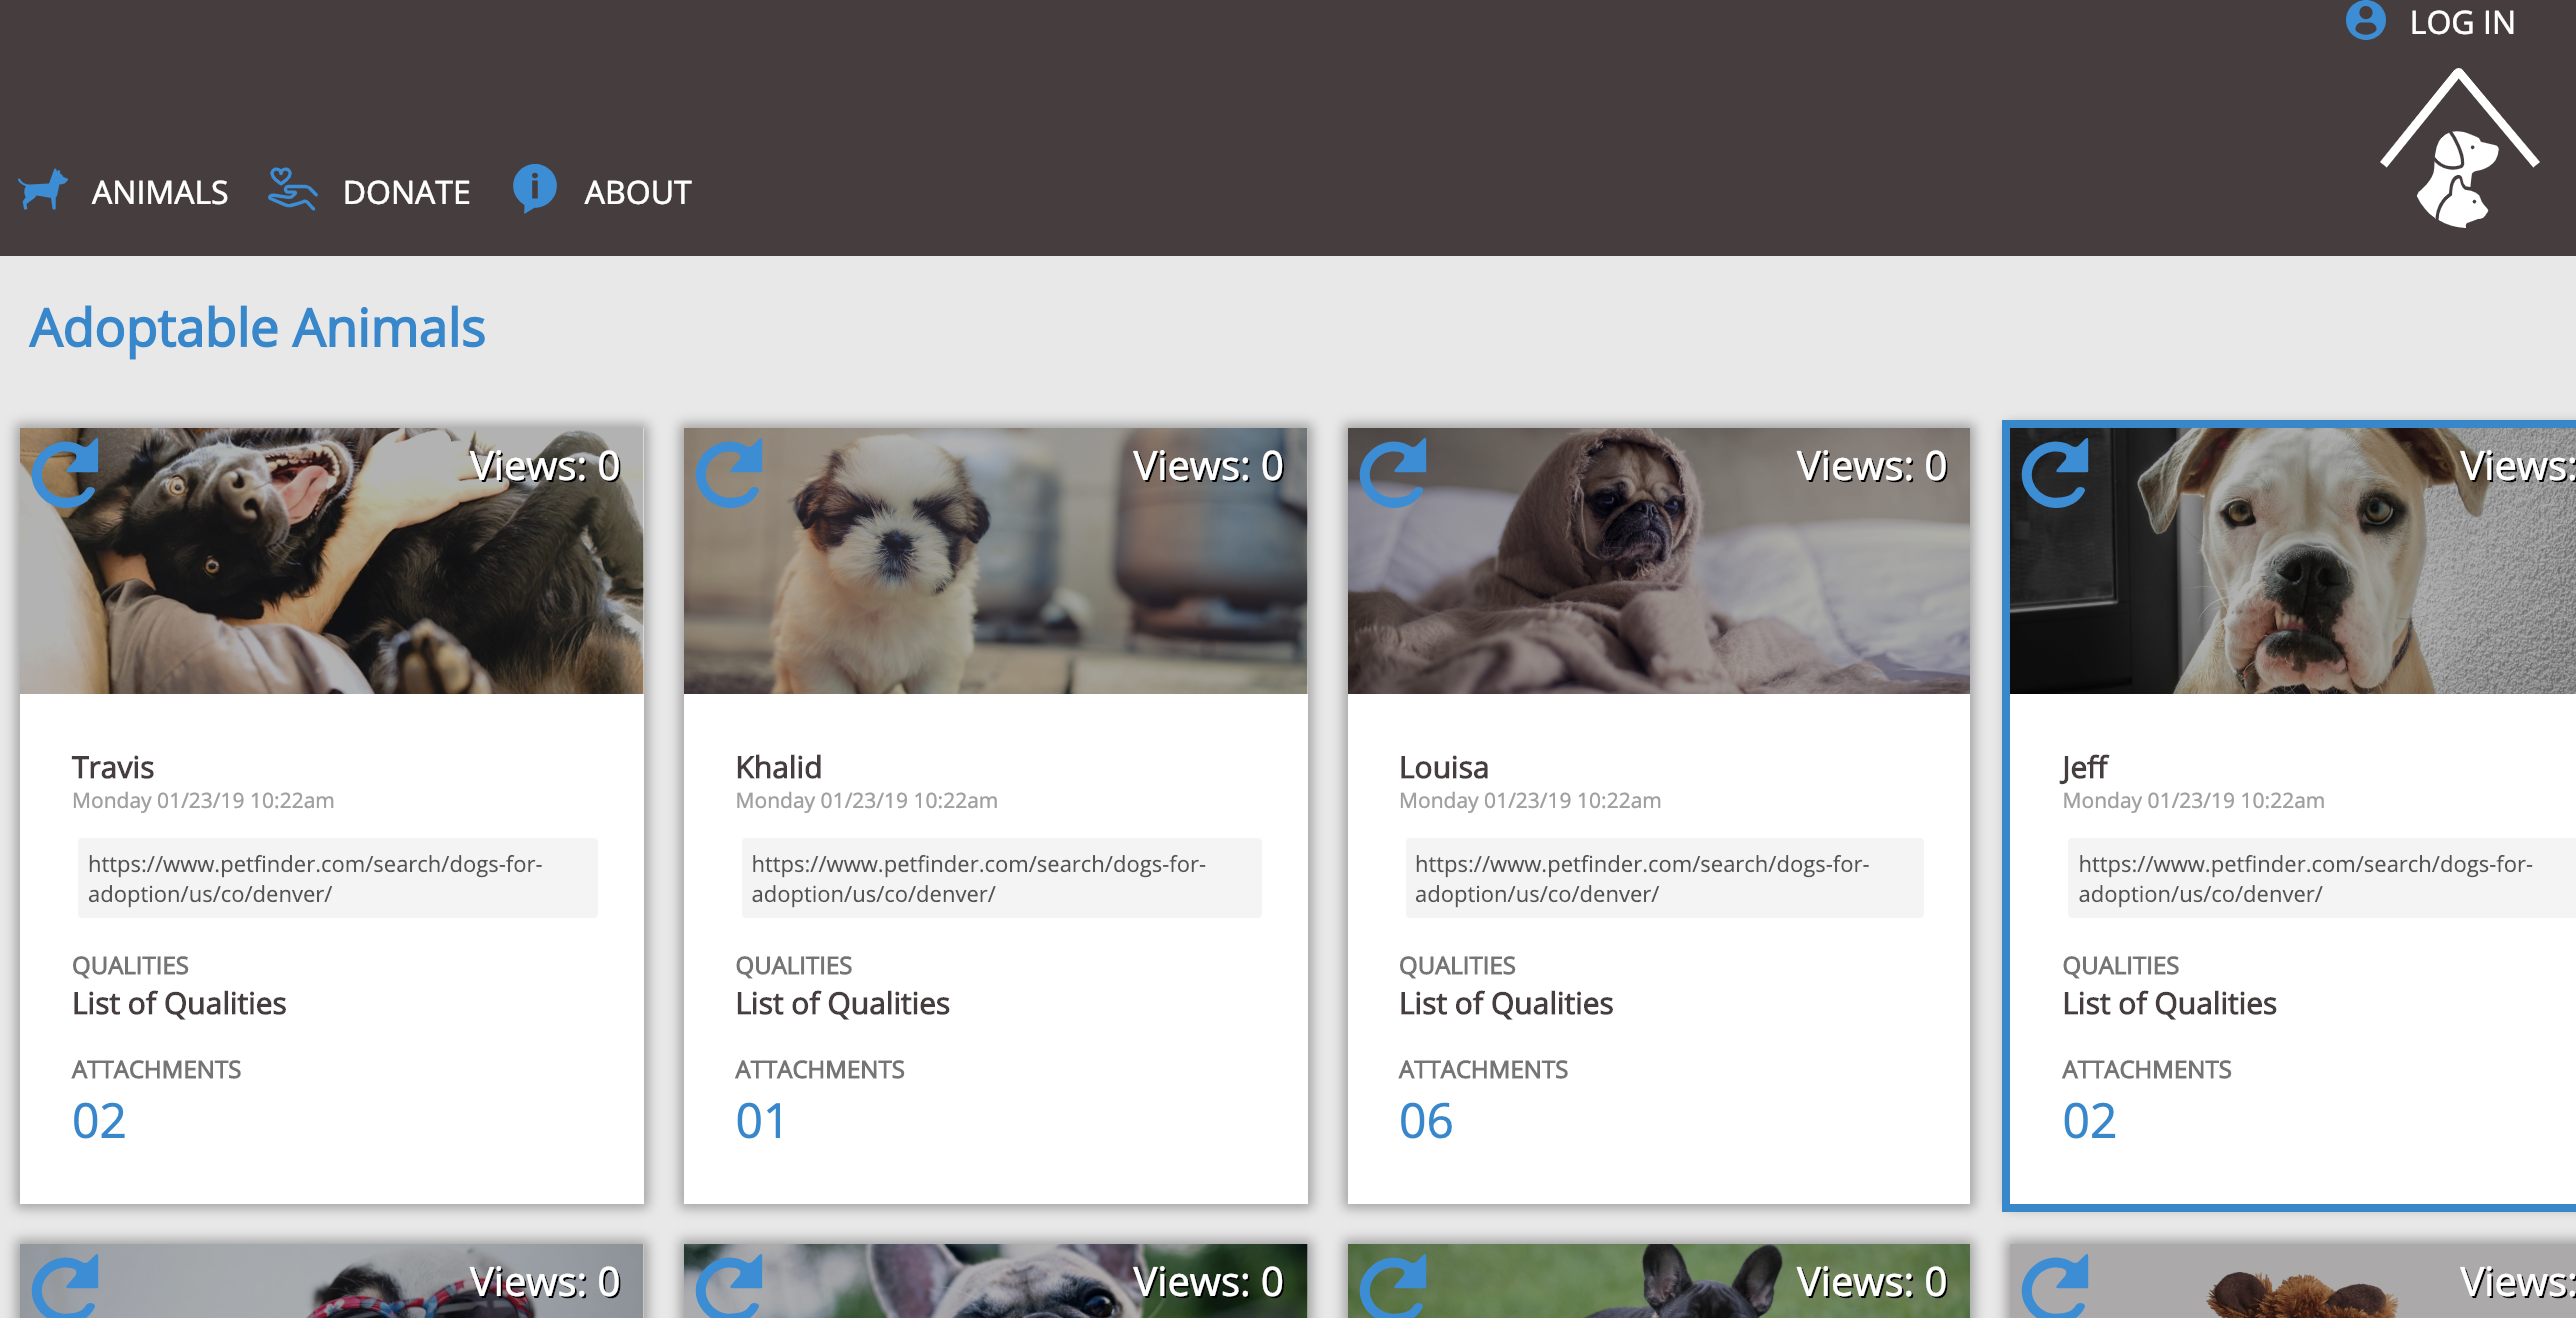 LOG IN
ANIMALS DONATE ABOUT
Adoptable Animals
Views: 0
Travis
Monday 01/23/19 10:22am
https://www.petfinder.com/search/dogs-for-
adoption/us/co/denver/
QUALITIES
List of Qualities
ATTACHMENTS
02
Views: 0
Khalid
Monday 01/23/19 10:22am
https://www.petfinder.com/search/dogs-for-
adoption/us/co/denver/
QUALITIES
List of Qualities
ATTACHMENTS
01
Views: 0
Louisa
Monday 01/23/19 10:22am
https://www.petfinder.com/search/dogs-for-
adoption/us/co/denver/
QUALITIES
List of Qualities
ATTACHMENTS
06
Views:
Jeff
Monday 01/23/19 10:22am
https://www.petfinder.com/search/dogs-for-
adoption/us/co/denver/
QUALITIES
List of Qualities
ATTACHMENTS
02
Views: 0
Views: 0
Views: 0
Views: